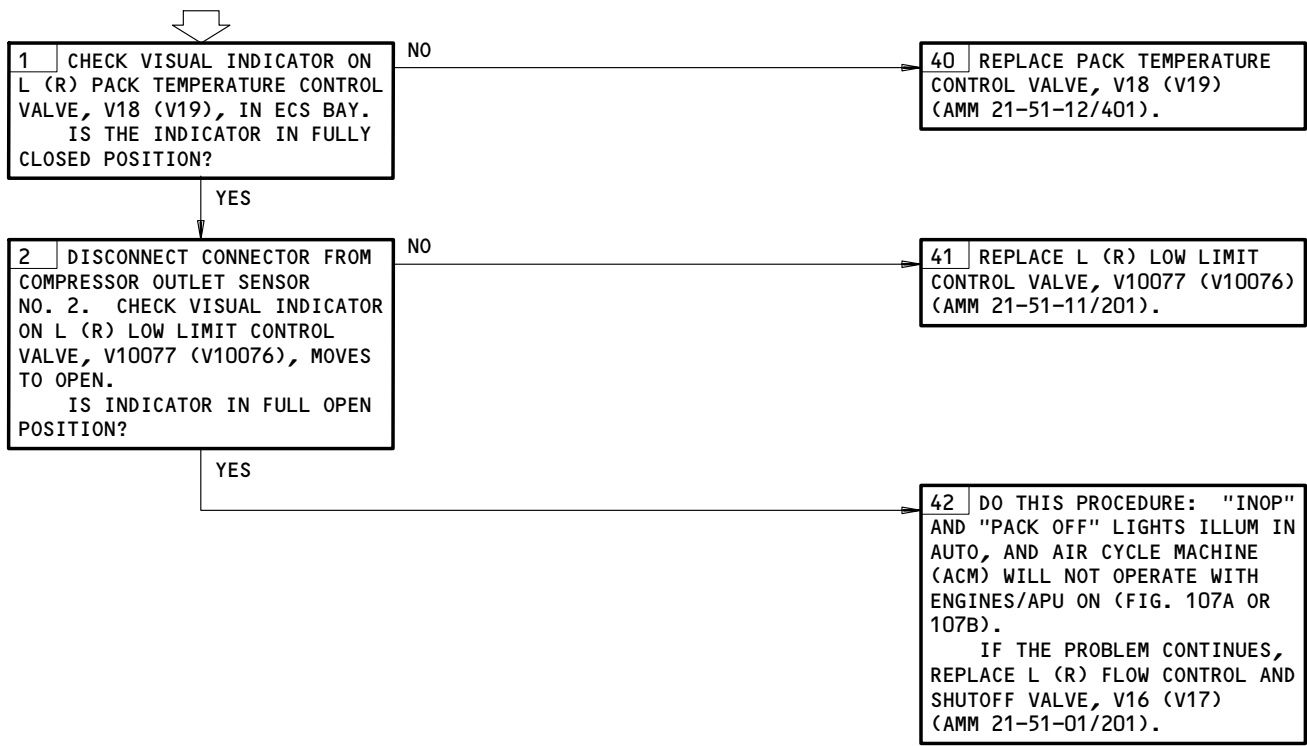 1 CHECK VISUAL INDICATOR ON
L (R) PACK TEMPERATURE CONTROL
VALVE, V18 (V19), IN ECS BAY.
IS THE INDICATOR IN FULLY
CLOSED POSITION?
NO
40 REPLACE PACK TEMPERATURE
CONTROL VALVE, V18 (V19)
(AMM 21-51-12/401).
YES
2 DISCONNECT CONNECTOR FROM
COMPRESSOR OUTLET SENSOR
NO. 2. CHECK VISUAL INDICATOR
ON L (R) LOW LIMIT CONTROL
VALVE, V10077 (V10076), MOVES
TO OPEN.
IS INDICATOR IN FULL OPEN
POSITION?
NO
41 REPLACE L (R) LOW LIMIT
CONTROL VALVE, V10077 (V10076)
(AMM 21-51-11/201).
YES
42 DO THIS PROCEDURE: "INOP"
AND "PACK OFF" LIGHTS ILLUM IN
AUTO, AND AIR CYCLE MACHINE
(ACM) WILL NOT OPERATE WITH
ENGINES/APU ON (FIG. 107A OR
107B).
IF THE PROBLEM CONTINUES,
REPLACE L (R) FLOW CONTROL AND
SHUTOFF VALVE, V16 (V17)
(AMM 21-51-01/201).